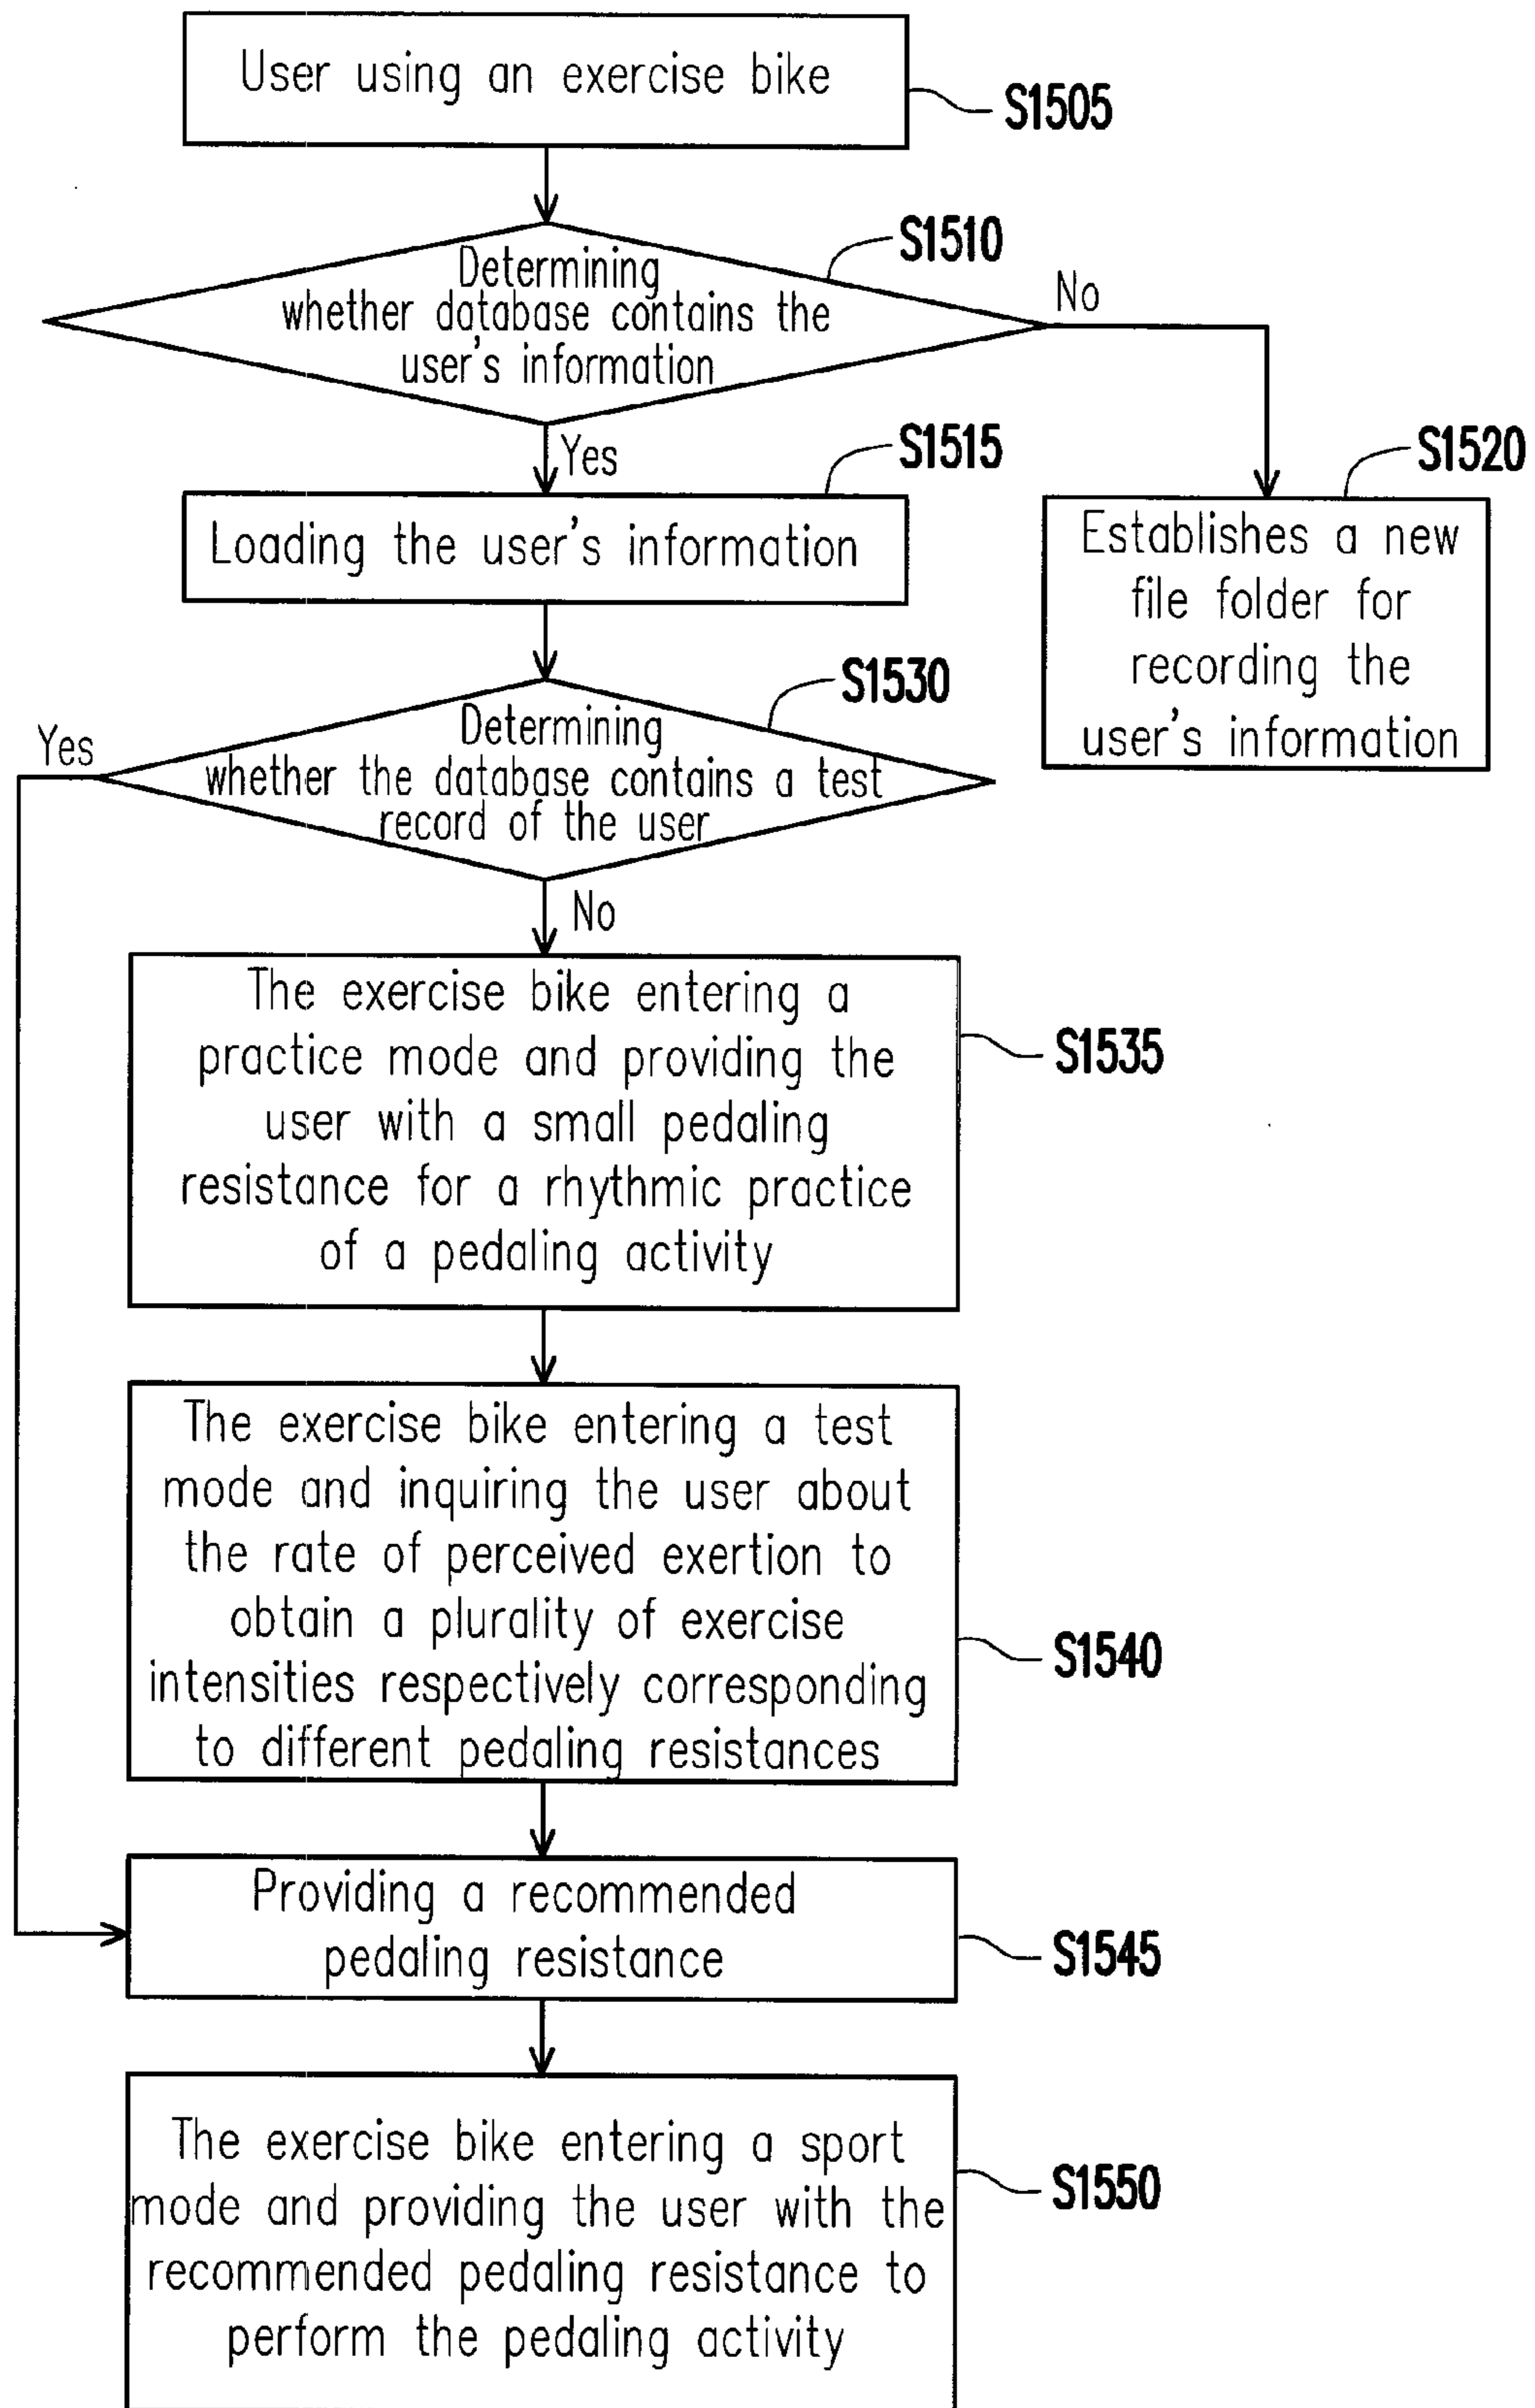 User using an exercise bike
S1505
S1510
Determining
whether database contains the
user's information
No
Yes
S1515
S1520
Loading the user's information
Establishes a new
file folder for
recording the
user's information
S1530
Determining
whether the database contains a test
record of the user
Yes
No
The exercise bike entering a
practice mode and providing the
user with a small pedaling
resistance for a rhythmic practice
of a pedaling activity
S1535
The exercise bike entering a test
mode and inquiring the user about
the rate of perceived exertion to
obtain a plurality of exercise
intensities respectively corresponding
to different pedaling resistances
S1540
Providing a recommended
pedaling resistance
S1545
The exercise bike entering a sport
mode and providing the user with the
recommended pedaling resistance to
perform the pedaling activity
S1550